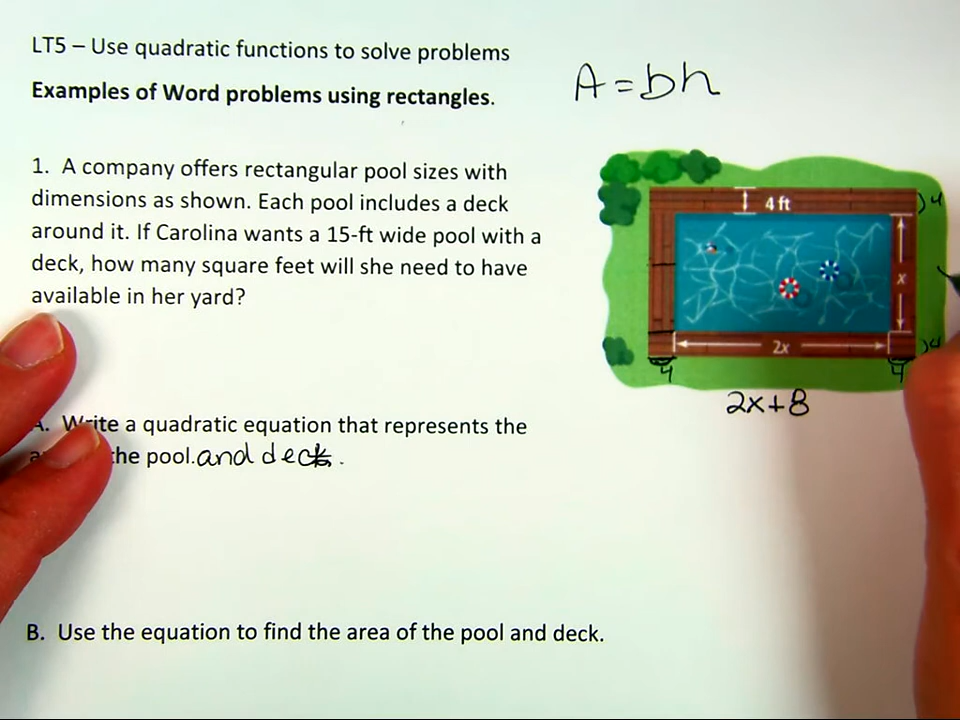 LT5 – Use quadratic functions to solve problems
Examples of Word problems using rectangles.
A = bh
1. A company offers rectangular pool sizes with
dimensions as shown. Each pool includes a deck
around it. If Carolina wants a 15-ft wide pool with a
deck, how many square feet will she need to have
available in her yard?
4 ft
4
x
4
2x
4
4
2x+8
A. Write a quadratic equation that represents the
the pool. and deck.
B. Use the equation to find the area of the pool and deck.